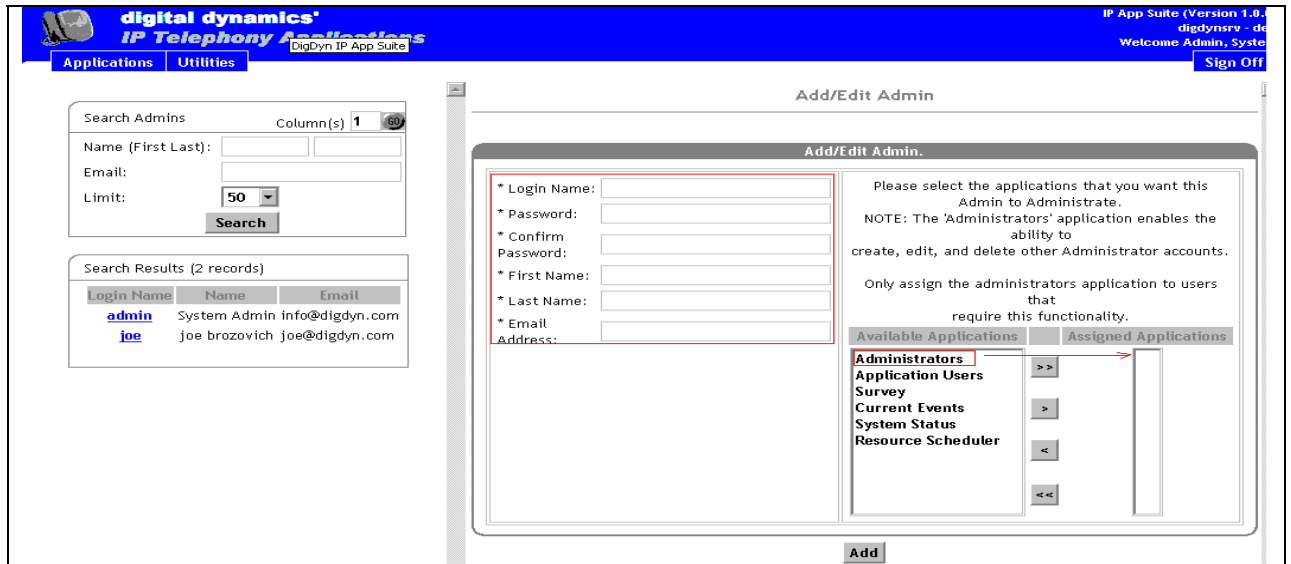 digital dynamics'
IP Telephony Applications
DigDyn IP App Suite
IP App Suite (Version 1.0.
digdynsrv - de
Welcome Admin, Syste
Applications Utilities
Sign Off
Search Admins Column(s) 1 GO
Name (First Last):
Email:
Limit: 50
Search
Search Results (2 records)
Login Name Name Email
admin System Admin info@digdyn.com
joe joe brozovich joe@digdyn.com
Add/Edit Admin
Add/Edit Admin.
* Login Name:
* Password:
* Confirm
Password:
* First Name:
* Last Name:
* Email
Address:
Please select the applications that you want this
Admin to Administrate.
NOTE: The 'Administrators' application enables the
ability to
create, edit, and delete other Administrator accounts.
Only assign the administrators application to users
that
require this functionality.
Available Applications Assigned Applications
Administrators
Application Users
Survey
Current Events
System Status
Resource Scheduler
>>
>
<
<<
Add